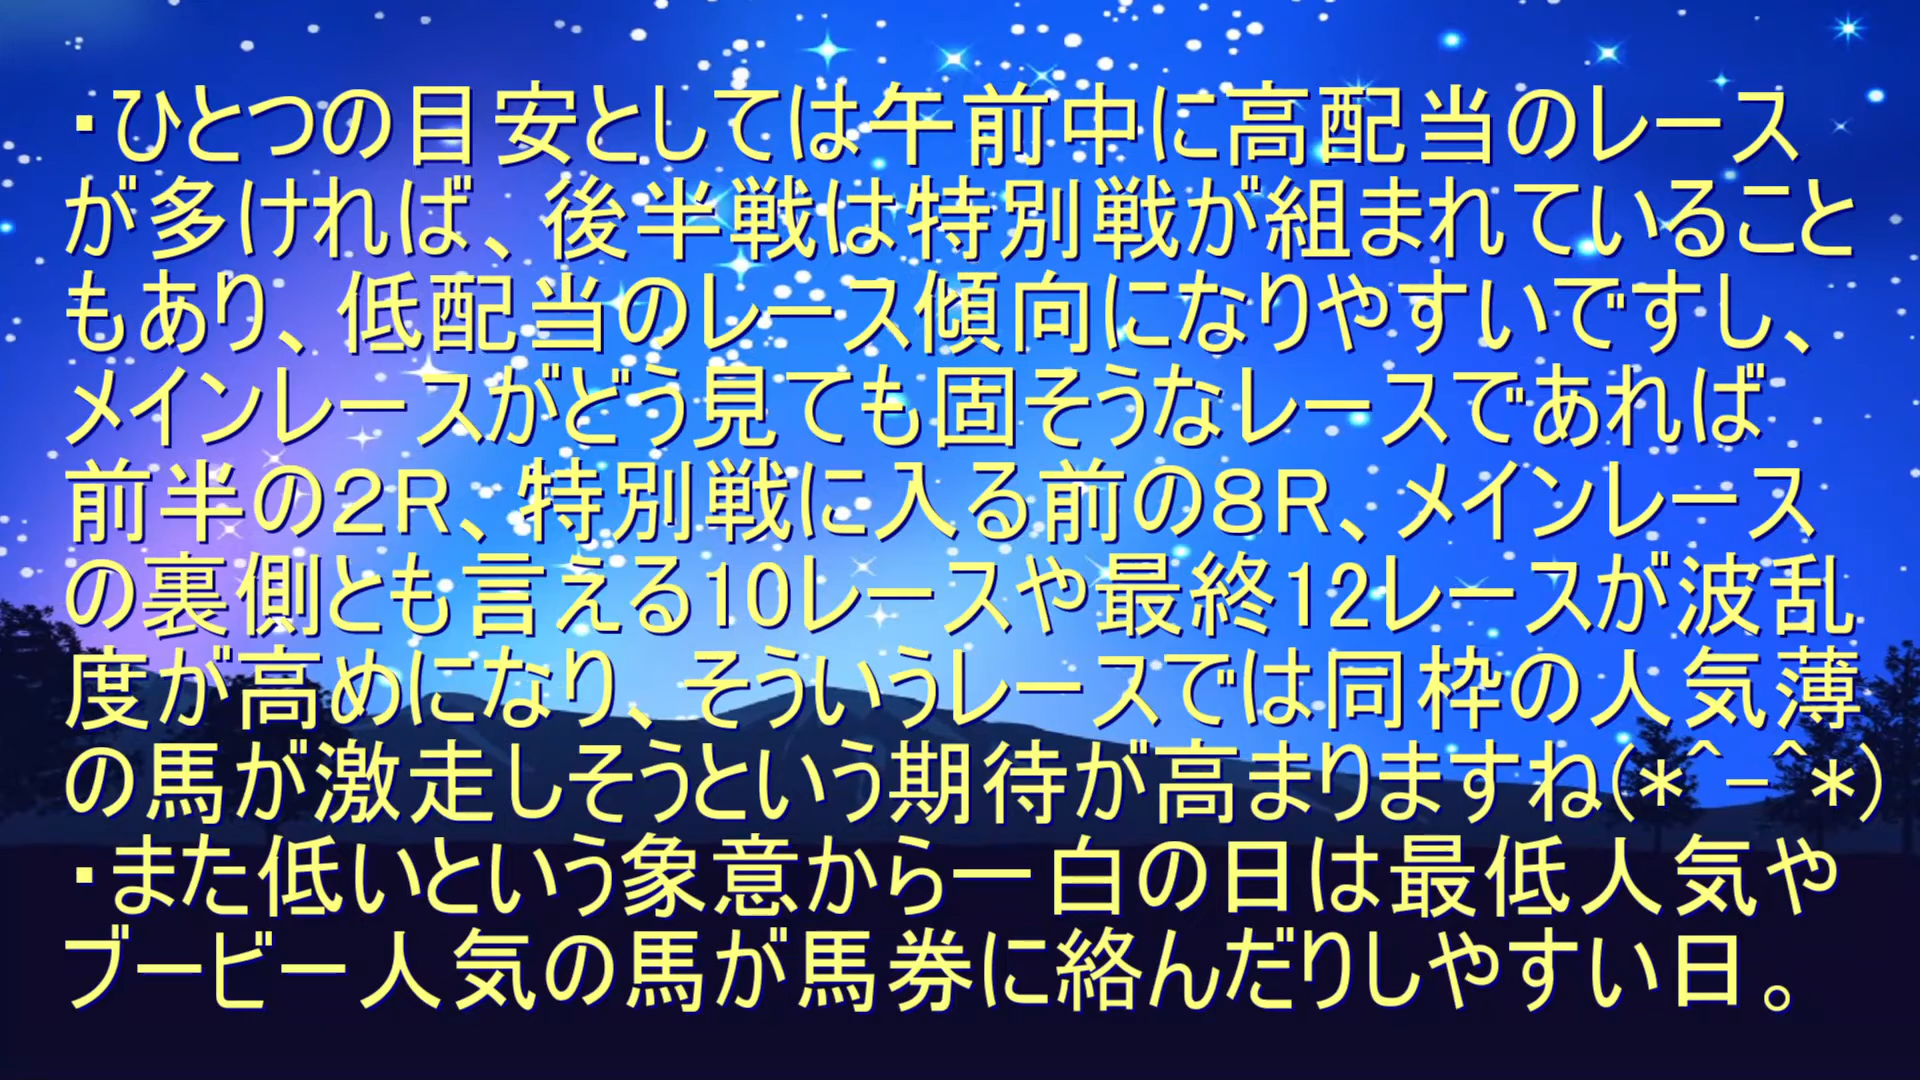 ・ひとつの目安としては午前中に高配当のレース
が多ければ、後半戦は特別戦が組まれていること
もあり、低配当のレース傾向になりやすいですし、
メインレースがどう見ても固そうなレースであれば
前半の２Ｒ、特別戦に入る前の８Ｒ、メインレース
の裏側とも言える10レースや最終12レースが波乱
度が高めになり、そういうレースでは同枠の人気薄
の馬が激走しそうという期待が高まりますね(*^-^*)
・また低いという象意から一白の日は最低人気や
ブービー人気の馬が馬券に絡んだりしやすい日。